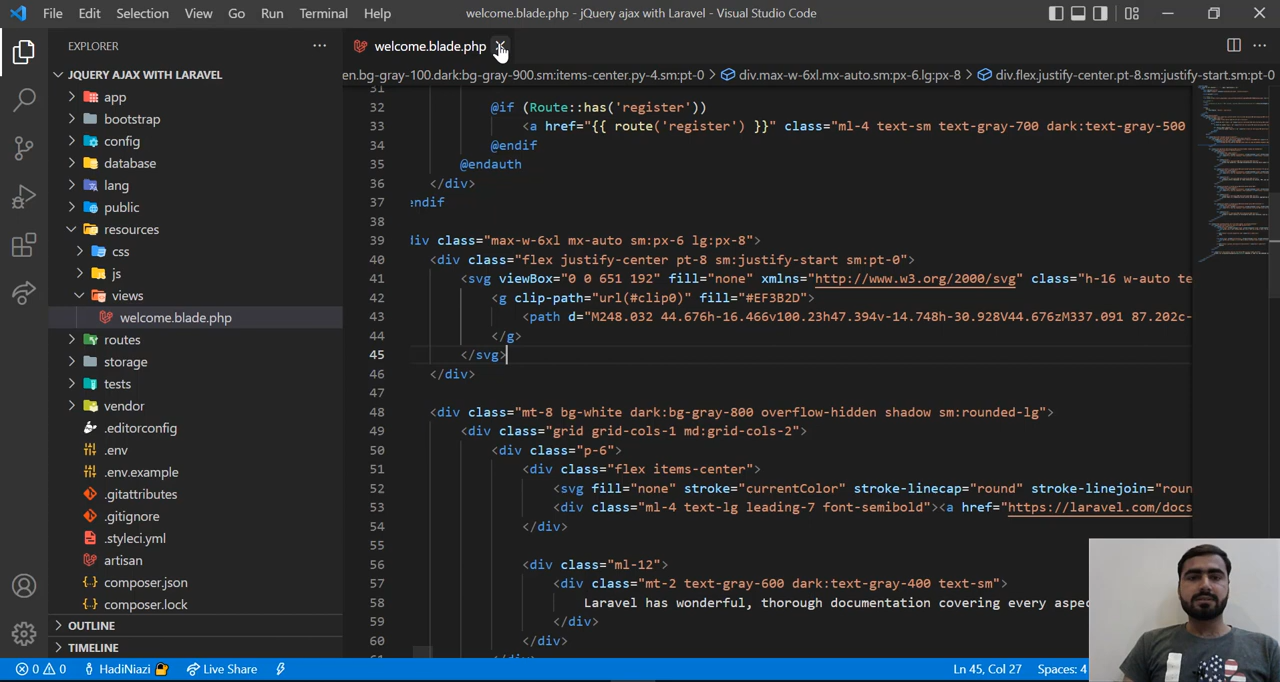 File Edit Selection View Go Run Terminal Help welcome.blade.php - jQuery ajax with Laravel - Visual Studio Code
EXPLORER
JQUERY AJAX WITH LARAVEL
app
bootstrap
config
database
lang
public
resources
css
js
views
welcome.blade.php
routes
storage
tests
vendor
.editorconfig
.env
.env.example
.gitattributes
.gitignore
.styleci.yml
artisan
composer.json
composer.lock
OUTLINE
TIMELINE
welcome.blade.php
en.bg-gray-100.dark:bg-gray-900.sm:items-center.py-4.sm:pt-0 > div.max-w-6xl.mx-auto.sm:px-6.lg:px-8 > div.flex.justify-center.pt-8.sm:justify-start.sm:pt-0
31
32 @if (Route::has('register'))
33 <a href="{{ route('register') }}" class="ml-4 text-sm text-gray-700 dark:text-gray-500
34 @endif
35 @endauth
36 </div>
37 endif
38
39 div class="max-w-6xl mx-auto sm:px-6 lg:px-8">
40 <div class="flex justify-center pt-8 sm:justify-start sm:pt-0">
41 <svg viewBox="0 0 651 192" fill="none" xmlns="http://www.w3.org/2000/svg" class="h-16 w-auto te
42 <g clip-path="url(#clip0)" fill="#EF3B2D">
43 <path d="M248.032 44.676h-16.466v100.23h47.394v-14.748h-30.928V44.676zM337.091 87.202c-
44 </g>
45 </svg>
46 </div>
47
48 <div class="mt-8 bg-white dark:bg-gray-800 overflow-hidden shadow sm:rounded-lg">
49 <div class="grid grid-cols-1 md:grid-cols-2">
50 <div class="p-6">
51 <div class="flex items-center">
52 <svg fill="none" stroke="currentColor" stroke-linecap="round" stroke-linejoin="roun
53 <div class="ml-4 text-lg leading-7 font-semibold"><a href="https://laravel.com/docs
54 </div>
55
56 <div class="ml-12">
57 <div class="mt-2 text-gray-600 dark:text-gray-400 text-sm">
58 Laravel has wonderful, thorough documentation covering every aspec
59 </div>
60 </div>
0 0 HadiNiazi Live Share Ln 45, Col 27 Spaces: 4